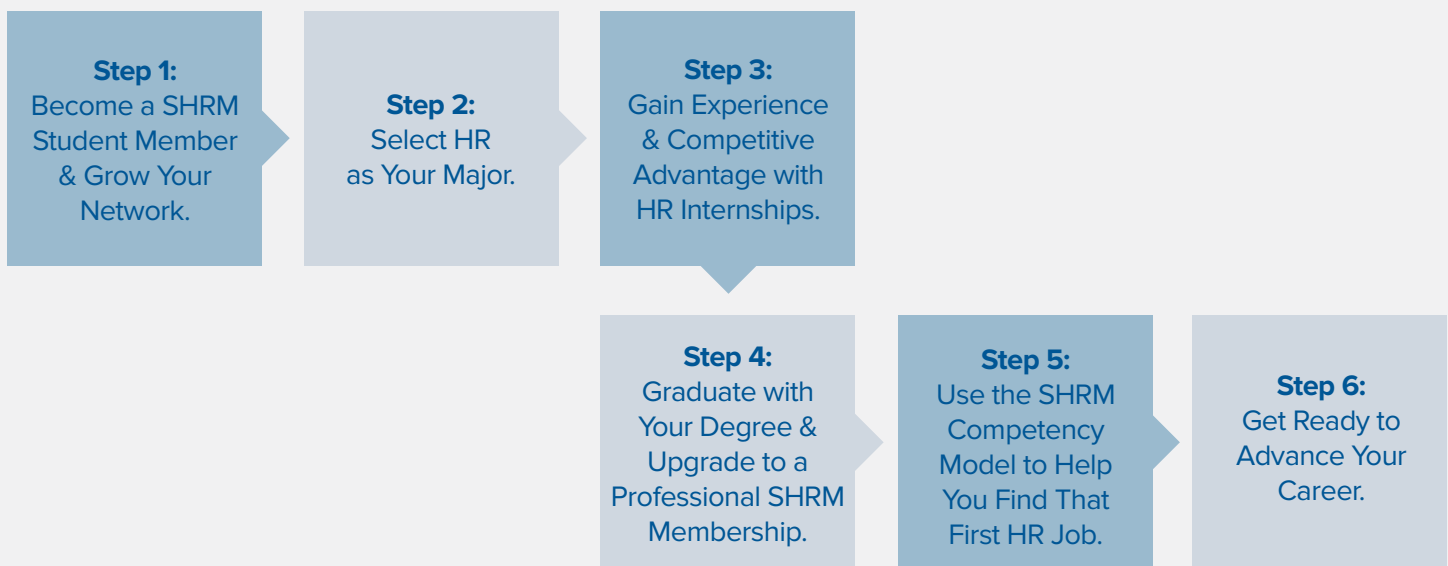 Step 1:
Become a SHRM
Student Member
& Grow Your
Network.
Step 2:
Select HR
as Your Major.
Step 3:
Gain Experience
& Competitive
Advantage with
HR Internships.
Step 4:
Graduate with
Your Degree &
Upgrade to a
Professional SHRM
Membership.
Step 5:
Use the SHRM
Competency
Model to Help
You Find That
First HR Job.
Step 6:
Get Ready to
Advance Your
Career.